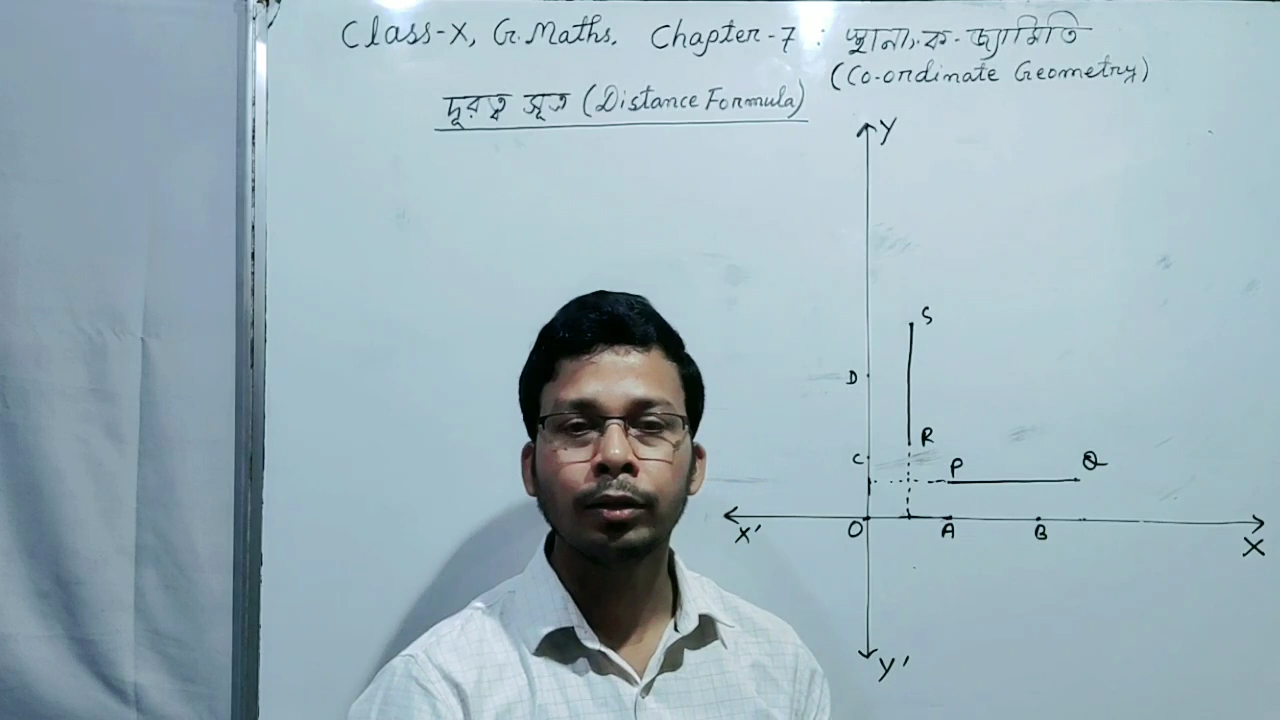 Class-X, G. Maths. Chapter-7 : স্থানাংক-জ্যামিতি
(Co-ordinate Geometry)
দূরত্ব সূত্র (Distance Formula)
Y
S
D
R
C
P Q
X' O A B X
Y'